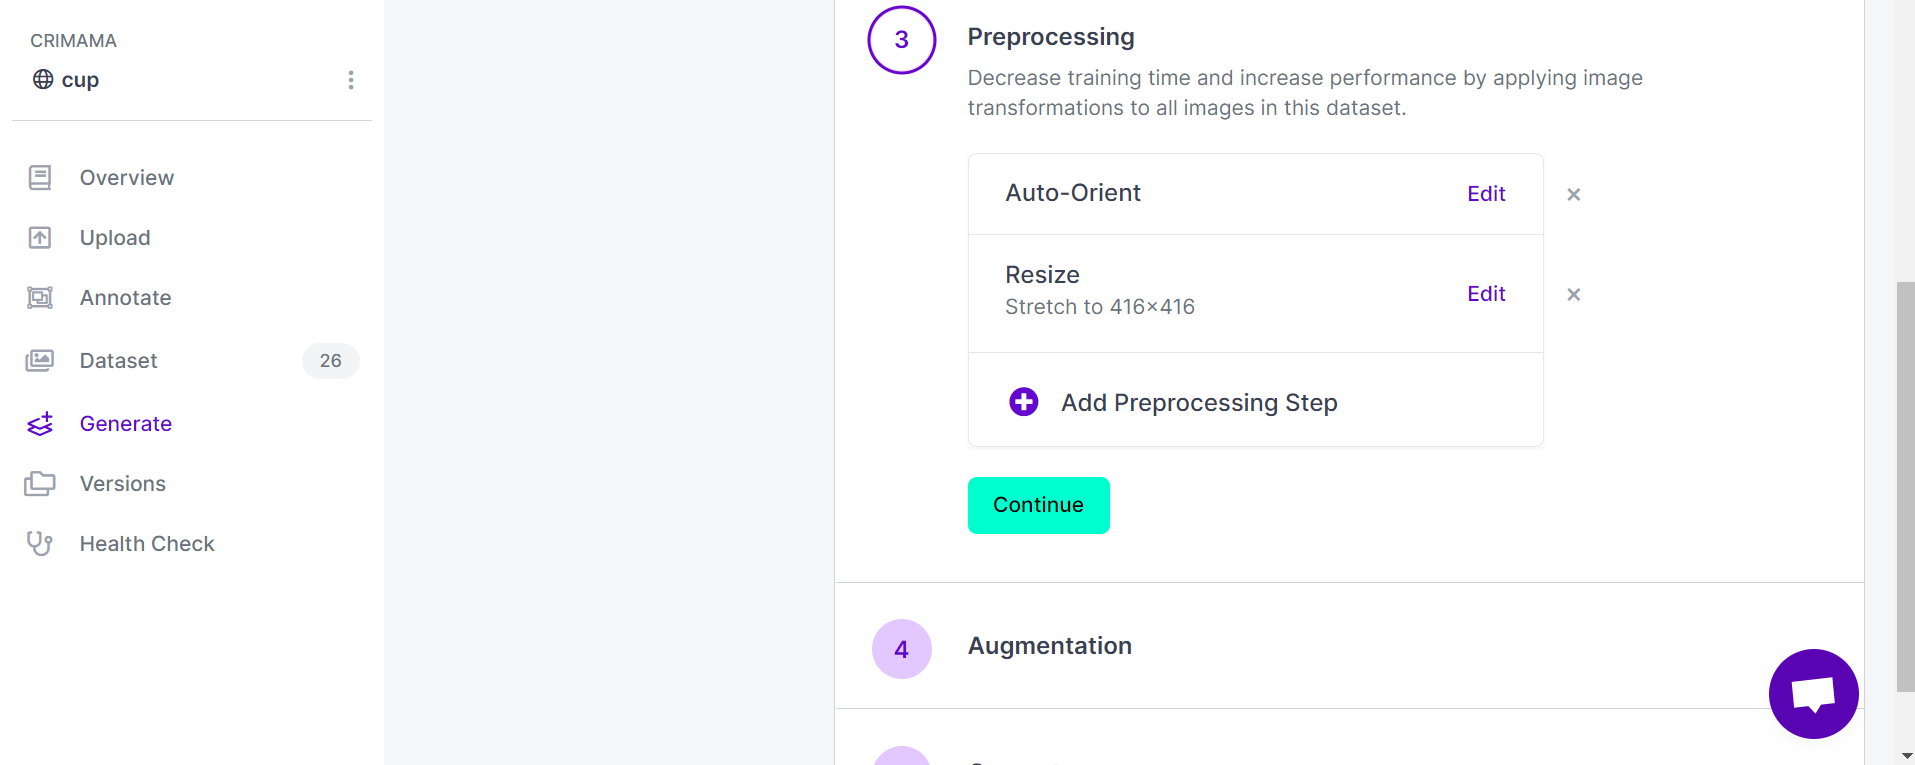 CRIMAMA
cup
Overview
Upload
Annotate
Dataset
26
Generate
Versions
Health Check
3
Preprocessing
Decrease training time and increase performance by applying image
transformations to all images in this dataset.
Auto-Orient
Edit
×
Resize
Stretch to 416×416
Edit
×
Add Preprocessing Step
Continue
4
Augmentation